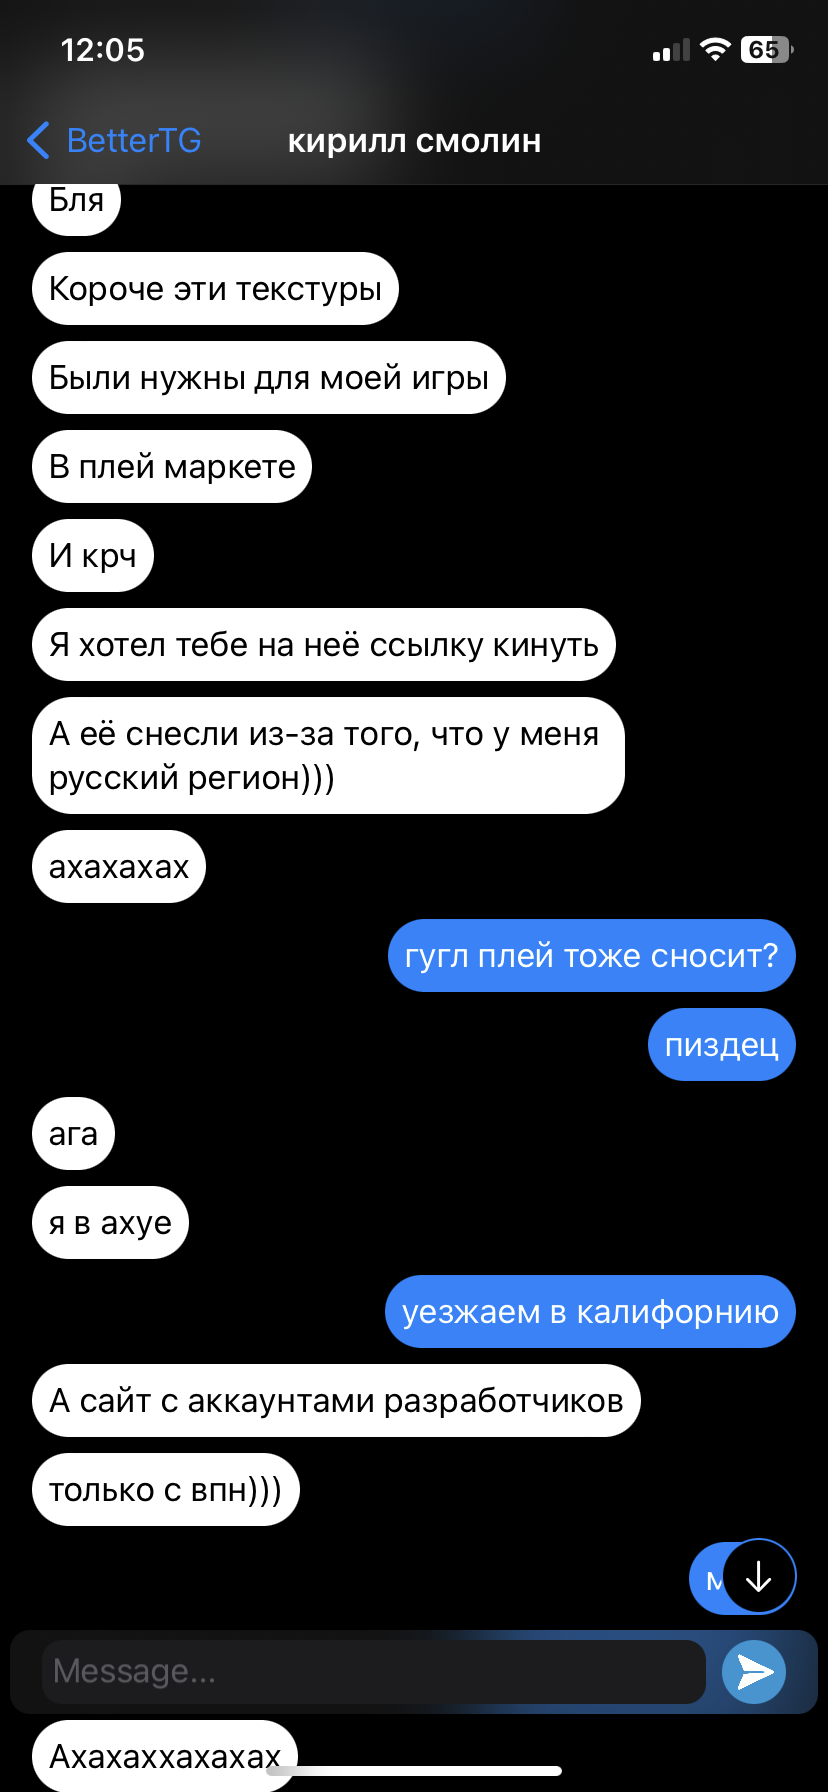 12:05
65
BetterTG
кирилл смолин
Бля
Короче эти текстуры
Были нужны для моей игры
В плей маркете
И крч
Я хотел тебе на неё ссылку кинуть
А её снесли из-за того, что у меня
русский регион)))
ахахахах
гугл плей тоже сносит?
пиздец
ага
я в ахуе
уезжаем в калифорнию
А сайт с аккаунтами разработчиков
только с впн)))
Message...
Ахахаххахахах